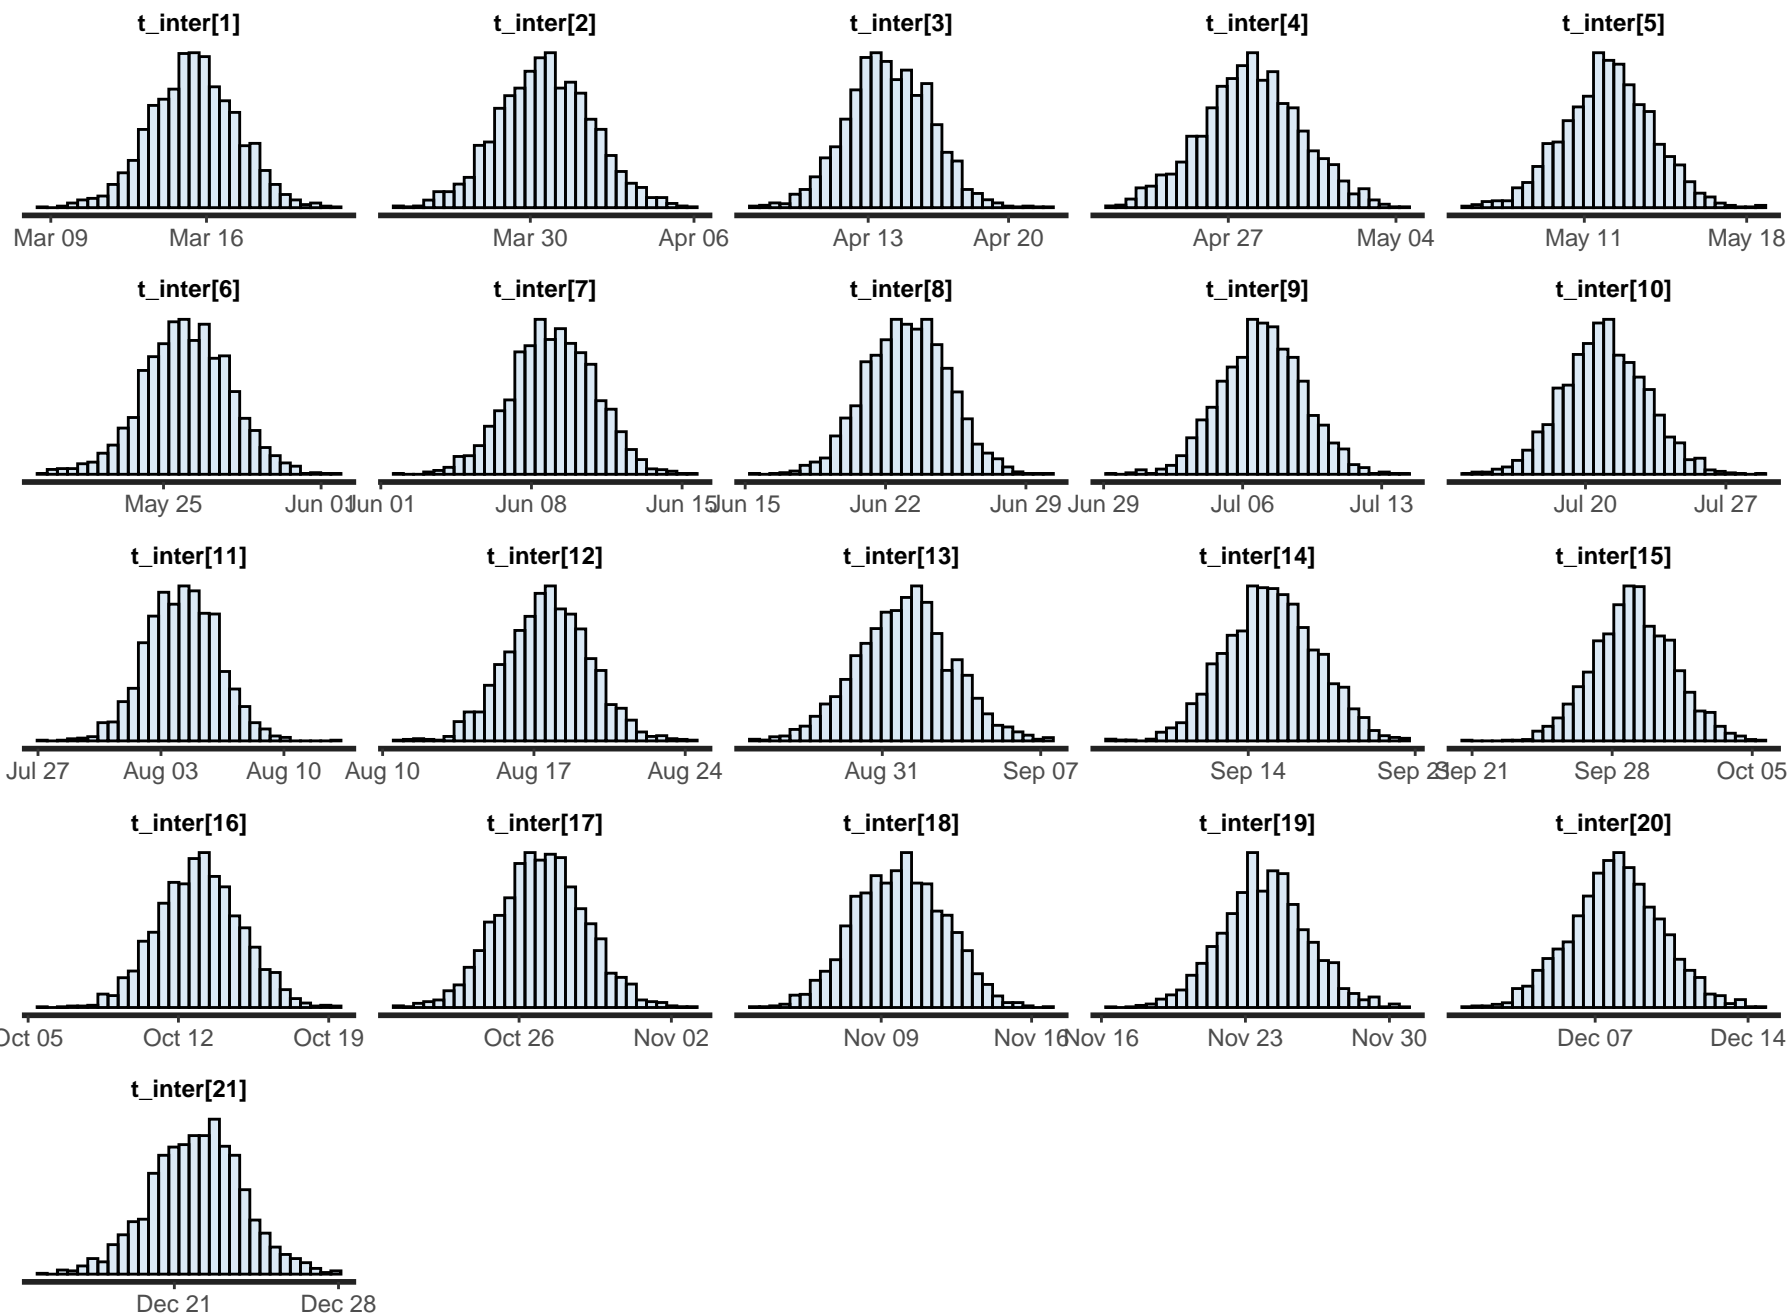 t_inter[1] t_inter[2] t_inter[3] t_inter[4] t_inter[5]
Mar 09 Mar 16 Mar 30 Apr 06 Apr 13 Apr 20 Apr 27 May 04 May 11 May 18
t_inter[6] t_inter[7] t_inter[8] t_inter[9] t_inter[10]
May 25 Jun 01 Jun 01 Jun 08 Jun 15 Jun 15 Jun 22 Jun 29 Jun 29 Jul 06 Jul 13 Jul 20 Jul 27
t_inter[11] t_inter[12] t_inter[13] t_inter[14] t_inter[15]
Jul 27 Aug 03 Aug 10 Aug 10 Aug 17 Aug 24 Aug 31 Sep 07 Sep 14 Sep 21 Sep 21 Sep 28 Oct 05
t_inter[16] t_inter[17] t_inter[18] t_inter[19] t_inter[20]
Oct 05 Oct 12 Oct 19 Oct 26 Nov 02 Nov 09 Nov 16 Nov 16 Nov 23 Nov 30 Dec 07 Dec 14
t_inter[21]
Dec 21 Dec 28